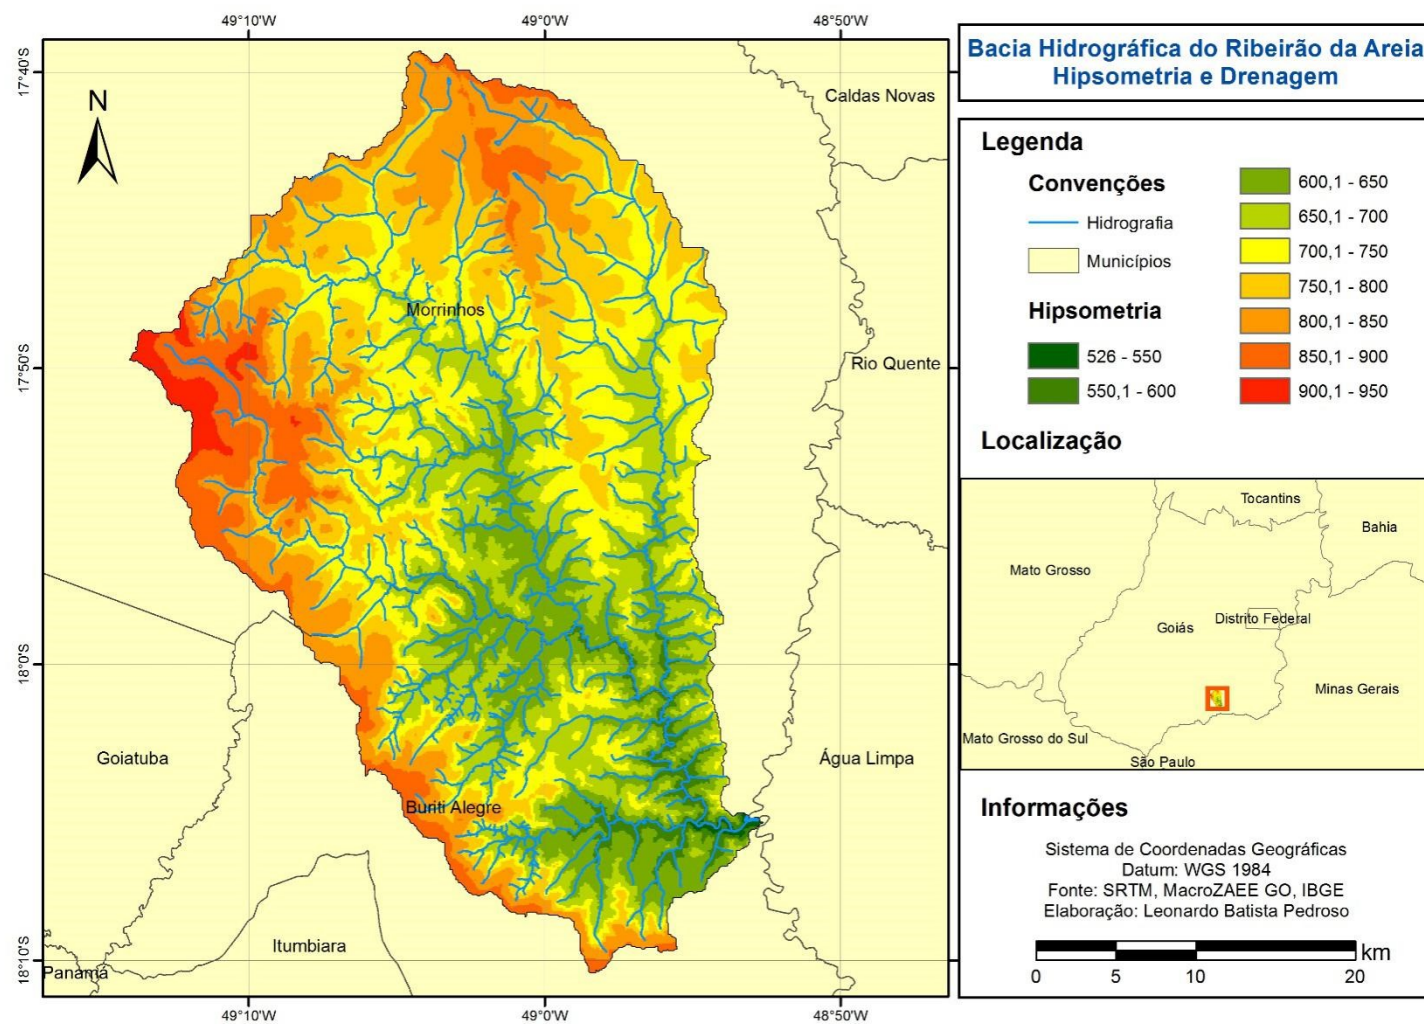 49°10'W
49°0'W
48°50'W
17°40'S
17°50'S
18°0'S
18°10'S
N
Caldas Novas
Morrinhos
Rio Quente
Goiatuba
Água Limpa
Buriti Alegre
Itumbiara
Panamá
49°10'W
49°0'W
48°50'W
Bacia Hidrográfica do Ribeirão da Areia
Hipsometria e Drenagem
Legenda
Convenções
Hidrografia
Municípios
Hipsometria
526 - 550
550,1 - 600
600,1 - 650
650,1 - 700
700,1 - 750
750,1 - 800
800,1 - 850
850,1 - 900
900,1 - 950
Localização
Tocantins
Bahia
Mato Grosso
Distrito Federal
Goiás
Minas Gerais
Mato Grosso do Sul
São Paulo
Informações
Sistema de Coordenadas Geográficas
Datum: WGS 1984
Fonte: SRTM, MacroZAEE GO, IBGE
Elaboração: Leonardo Batista Pedroso
km
0 5 10 20